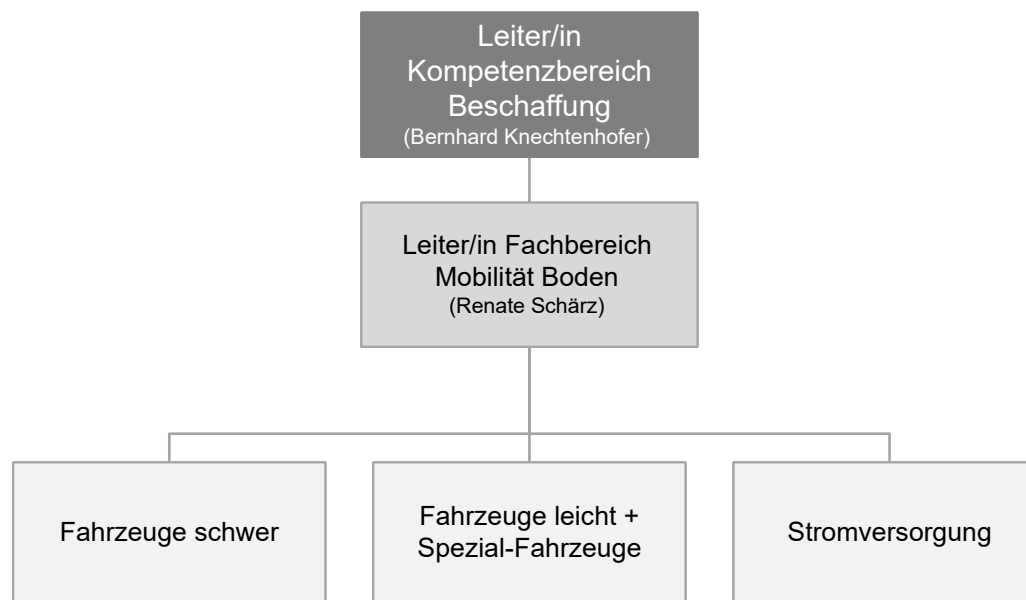 Leiter/in
Kompetenzbereich
Beschaffung
(Bernhard Knechtenhofer)
Leiter/in Fachbereich
Mobilität Boden
(Renate Schärz)
Fahrzeuge schwer
Fahrzeuge leicht +
Spezial-Fahrzeuge
Stromversorgung